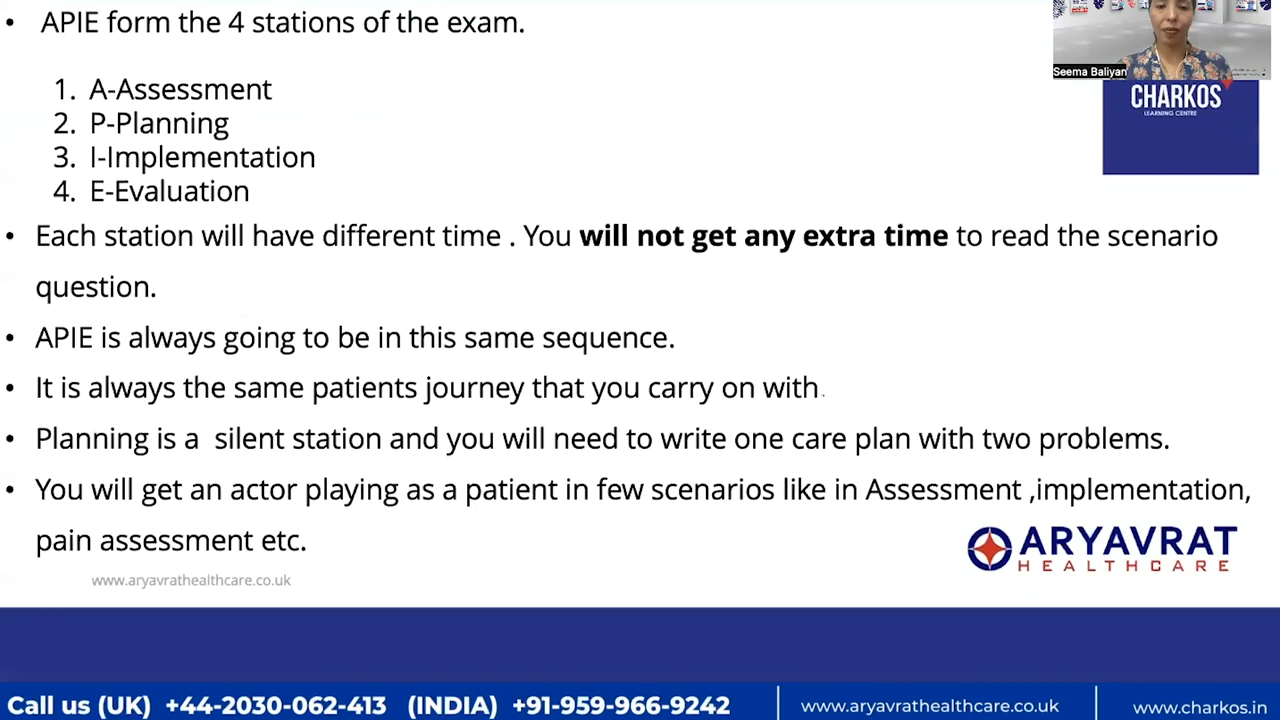 • APIE form the 4 stations of the exam.
1. A-Assessment
2. P-Planning
3. I-Implementation
4. E-Evaluation
• Each station will have different time . You will not get any extra time to read the scenario
question.
• APIE is always going to be in this same sequence.
• It is always the same patients journey that you carry on with.
• Planning is a  silent station and you will need to write one care plan with two problems.
• You will get an actor playing as a patient in few scenarios like in Assessment ,implementation,
pain assessment etc.
www.aryavrathealthcare.co.uk
Seema Baliyan
CHARKOS
LEARNING CENTRE
ARYAVRAT
HEALTHCARE
Call us (UK) +44-2030-062-413 (INDIA) +91-959-966-9242
www.aryavrathealthcare.co.uk
www.charkos.in